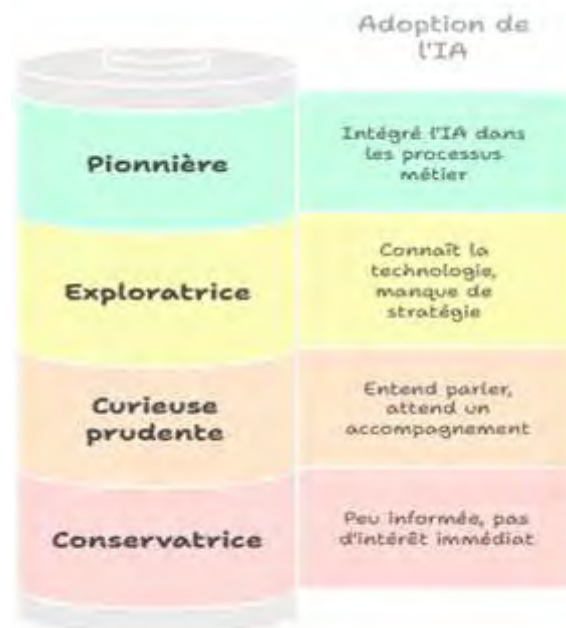 Adoption de
l'IA
Pionnière
Intégré l'IA dans
les processus
métier
Exploratrice
Connaît la
technologie,
manque de
stratégie
Curieuse
prudente
Entend parler,
attend un
accompagnement
Conservatrice
Peu informée, pas
d'intérêt immédiat